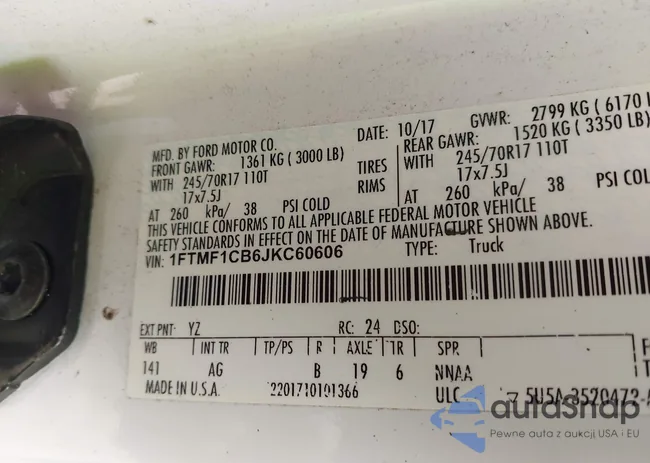 MFD. BY FORD MOTOR CO.
DATE: 10/17
GVWR: 2799 KG ( 6170 L
FRONT GAWR: 1361 KG ( 3000 LB)
REAR GAWR: 1520 KG ( 3350 LB)
WITH 245/70R17 110T TIRES WITH 245/70R17 110T
17x7.5J RIMS 17x7.5J
AT 260 kPa/ 38 PSI COLD AT 260 kPa/ 38 PSI COLD
THIS VEHICLE CONFORMS TO ALL APPLICABLE FEDERAL MOTOR VEHICLE
SAFETY STANDARDS IN EFFECT ON THE DATE OF MANUFACTURE SHOWN ABOVE.
VIN: 1FTMF1CB6JKC60606 TYPE: Truck
EXT PNT: YZ RC: 24 DSO:
WB INT TR TP/PS R AXLE TR SPR
141 AG B 19 6 NNAA
MADE IN U.S.A. 2201710101366 ULC 5U5A-3520472-A
autoSnap
Pewne auta z aukcji USA i EU